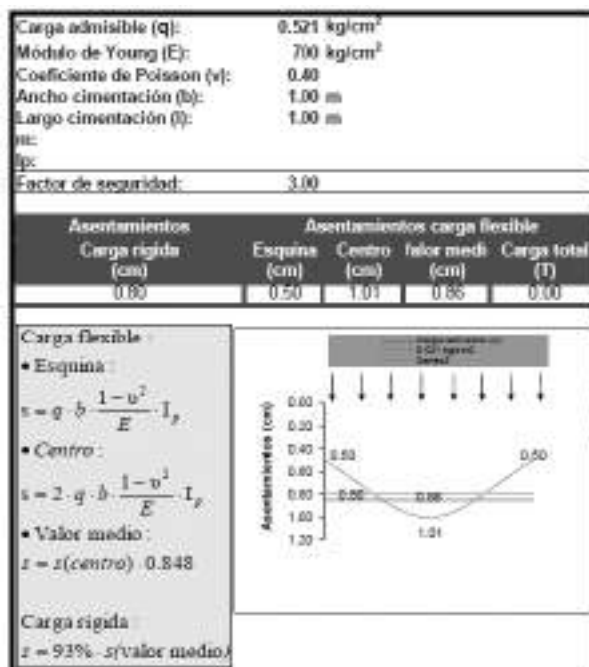 Carga admisible (q): 0.521 kg/cm²
Módulo de Young (E): 700 kg/cm²
Coeficiente de Poisson (v): 0.40
Ancho cimentación (b): 1.00 m
Largo cimentación (l): 1.00 m
m:
Ip:
Factor de seguridad: 3.00
Asentamientos Asentamientos carga flexible
Carga rígida Esquina Centro falor medi Carga total
(cm) (cm) (cm) (cm) (T)
0.80 0.50 1.01 0.86 0.00
Carga flexible :
• Esquina :
s = q · b · (1 − υ²)/E · I_p
• Centro :
s = 2 · q · b · (1 − υ²)/E · I_p
• Valor medio :
s = s(centro) · 0.848
Carga rígida :
s = 93% · s(valor medio)
Asentamientos (cm)
0.00
0.20
0.40
0.60
0.80
1.00
1.20
0.50 0.50
0.86
1.01